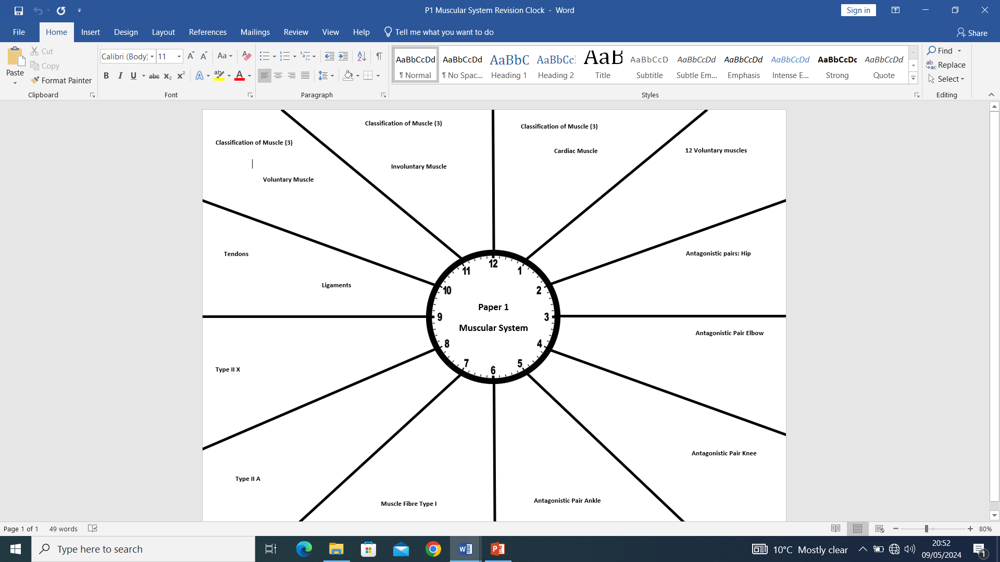 P1 Muscular System Revision Clock - Word
Sign in
File Home Insert Design Layout References Mailings Review View Help Tell me what you want to do
Share
Paste
Cut
Copy
Format Painter
Clipboard
Calibri (Body) 11
Aa
B I U abc x₂ x² A aby A
Font
Paragraph
AaBbCcDd AaBbCcDd AaBbC AaBbCcl AaB AaBbCcD AaBbCcDd AaBbCcDd AaBbCcDd AaBbCcDc AaBbCcDd
¶ Normal ¶ No Spac... Heading 1 Heading 2 Title Subtitle Subtle Em... Emphasis Intense E... Strong Quote
Styles
Find
Replace
Select
Editing
Classification of Muscle (3)
Voluntary Muscle
Classification of Muscle (3)
Involuntary Muscle
Classification of Muscle (3)
Cardiac Muscle
12 Voluntary muscles
Tendons
Ligaments
Antagonistic pairs: Hip
12
11 1
10 2
9 3
8 4
7 5
6
Paper 1
Muscular System
Antagonistic Pair Elbow
Type II X
Antagonistic Pair Knee
Type II A
Muscle Fibre Type I
Antagonistic Pair Ankle
Page 1 of 1 49 words
80%
Type here to search
10°C Mostly clear
20:52
09/05/2024
1